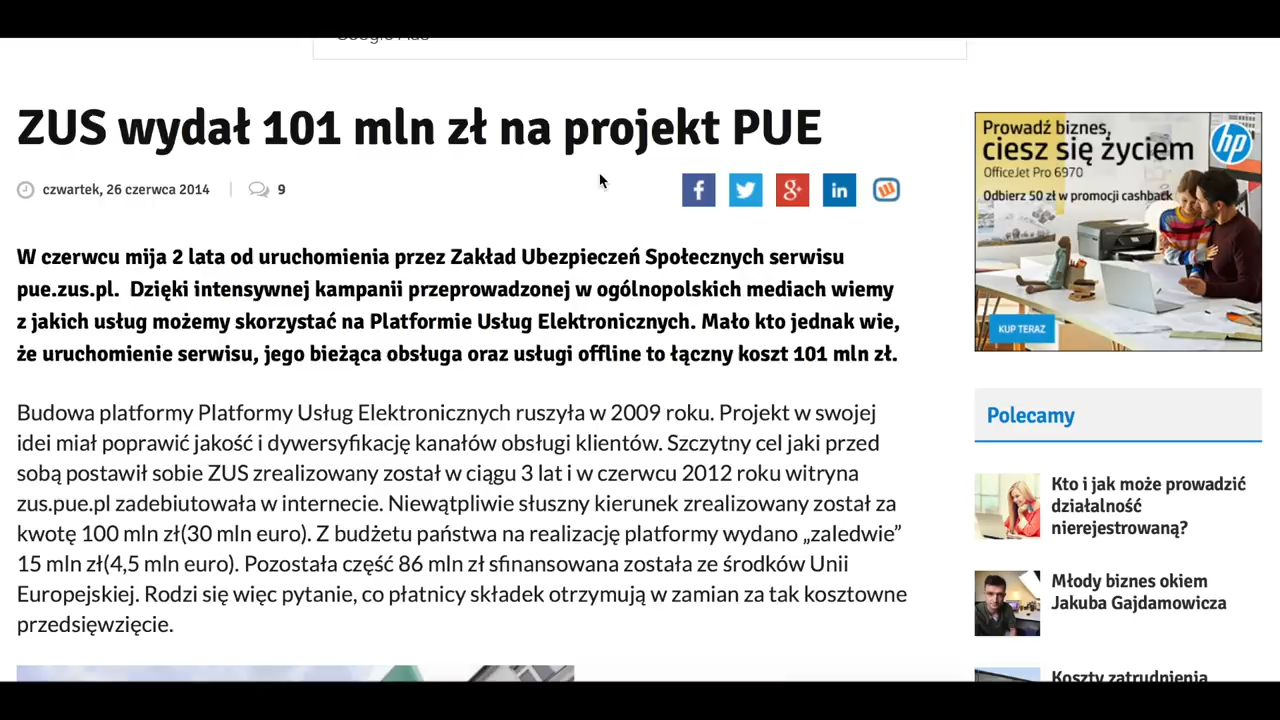 ZUS wydał 101 mln zł na projekt PUE
czwartek, 26 czerwca 2014
9
W czerwcu mija 2 lata od uruchomienia przez Zakład Ubezpieczeń Społecznych serwisu
pue.zus.pl. Dzięki intensywnej kampanii przeprowadzonej w ogólnopolskich mediach wiemy
z jakich usług możemy skorzystać na Platformie Usług Elektronicznych. Mało kto jednak wie,
że uruchomienie serwisu, jego bieżąca obsługa oraz usługi offline to łączny koszt 101 mln zł.
Budowa platformy Platformy Usług Elektronicznych ruszyła w 2009 roku. Projekt w swojej
idei miał poprawić jakość i dywersyfikację kanałów obsługi klientów. Szczytny cel jaki przed
sobą postawił sobie ZUS zrealizowany został w ciągu 3 lat i w czerwcu 2012 roku witryna
zus.pue.pl zadebiutowała w internecie. Niewątpliwie słuszny kierunek zrealizowany został za
kwotę 100 mln zł(30 mln euro). Z budżetu państwa na realizację platformy wydano „zaledwie”
15 mln zł(4,5 mln euro). Pozostała część 86 mln zł sfinansowana została ze środków Unii
Europejskiej. Rodzi się więc pytanie, co płatnicy składek otrzymują w zamian za tak kosztowne
przedsięwzięcie.
Prowadź biznes,
ciesz się życiem
OfficeJet Pro 6970
Odbierz 50 zł w promocji cashback
hp
KUP TERAZ
Polecamy
Kto i jak może prowadzić
działalność
nierejestrowaną?
Młody biznes okiem
Jakuba Gajdamowicza
Koszty zatrudnienia